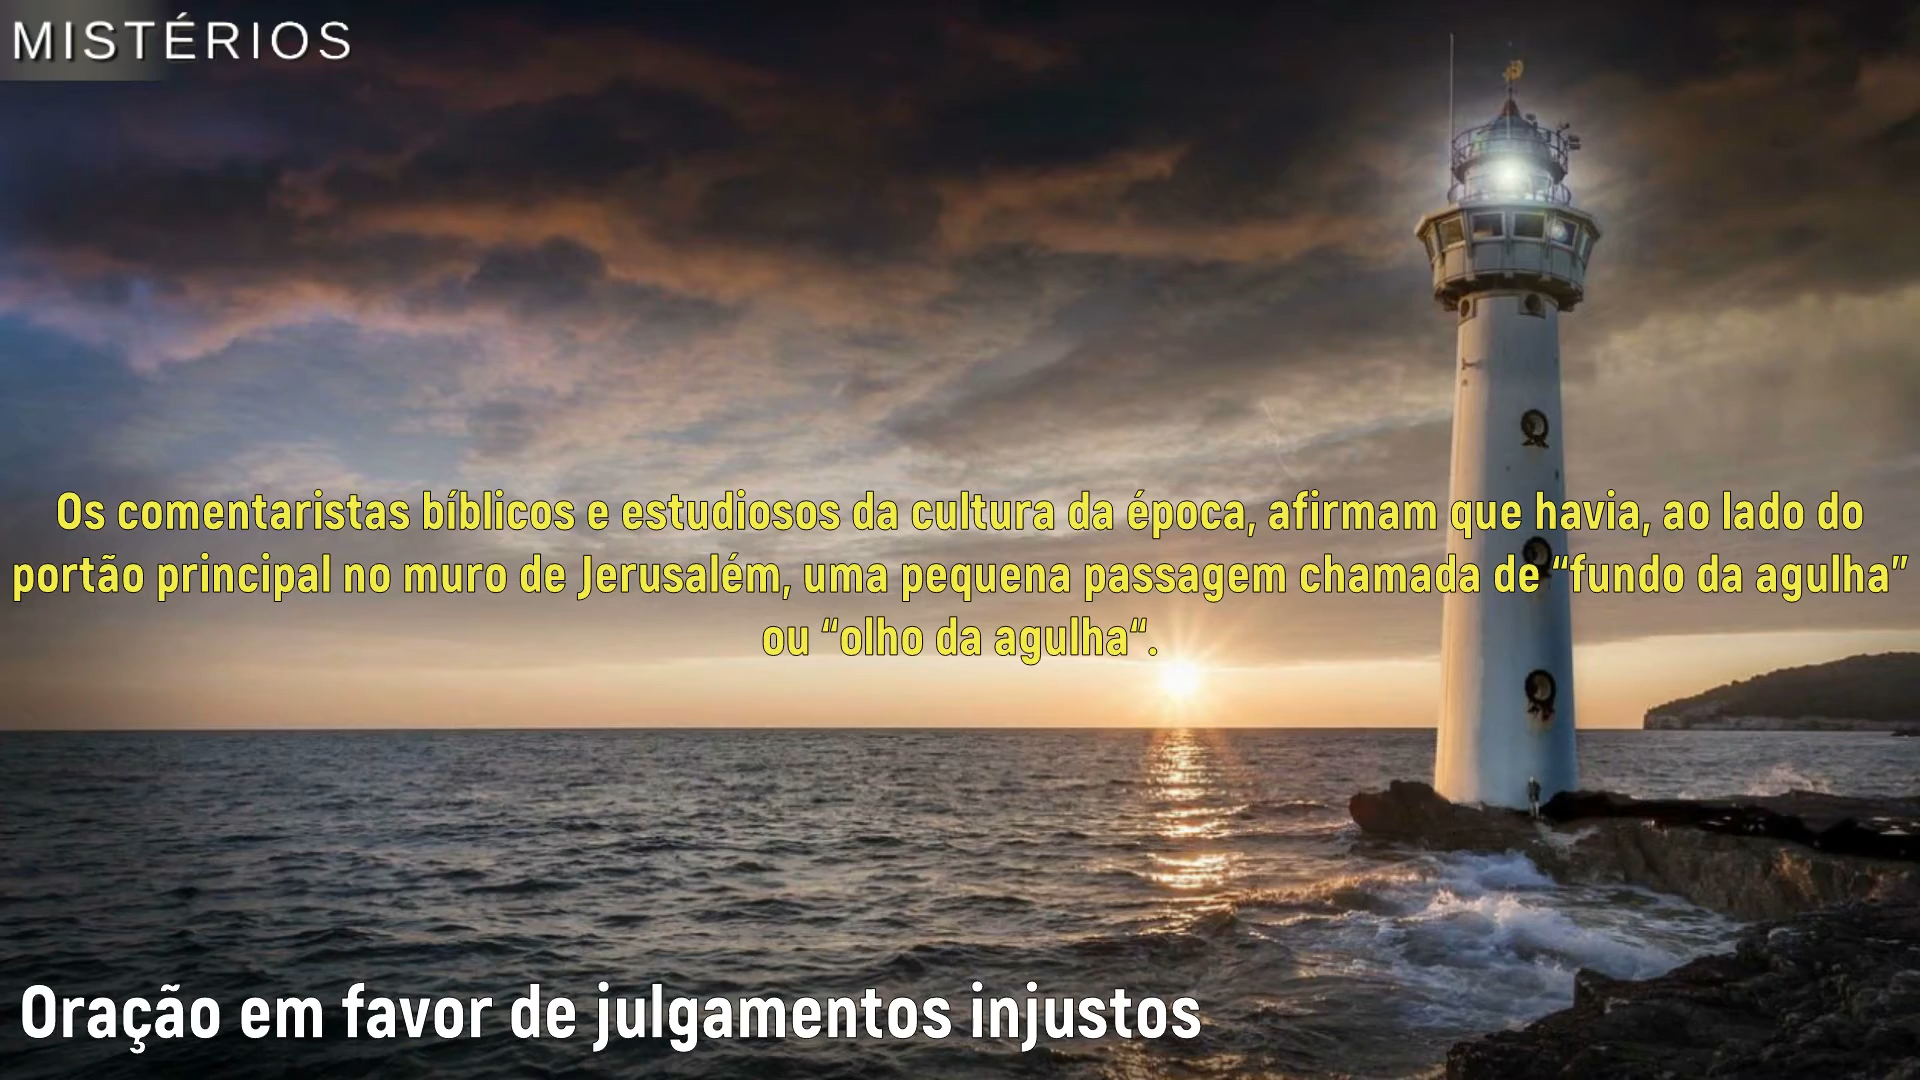 MISTÉRIOS
Os comentaristas bíblicos e estudiosos da cultura da época, afirmam que havia, ao lado do
portão principal no muro de Jerusalém, uma pequena passagem chamada de “fundo da agulha”
ou “olho da agulha“.
Oração em favor de julgamentos injustos